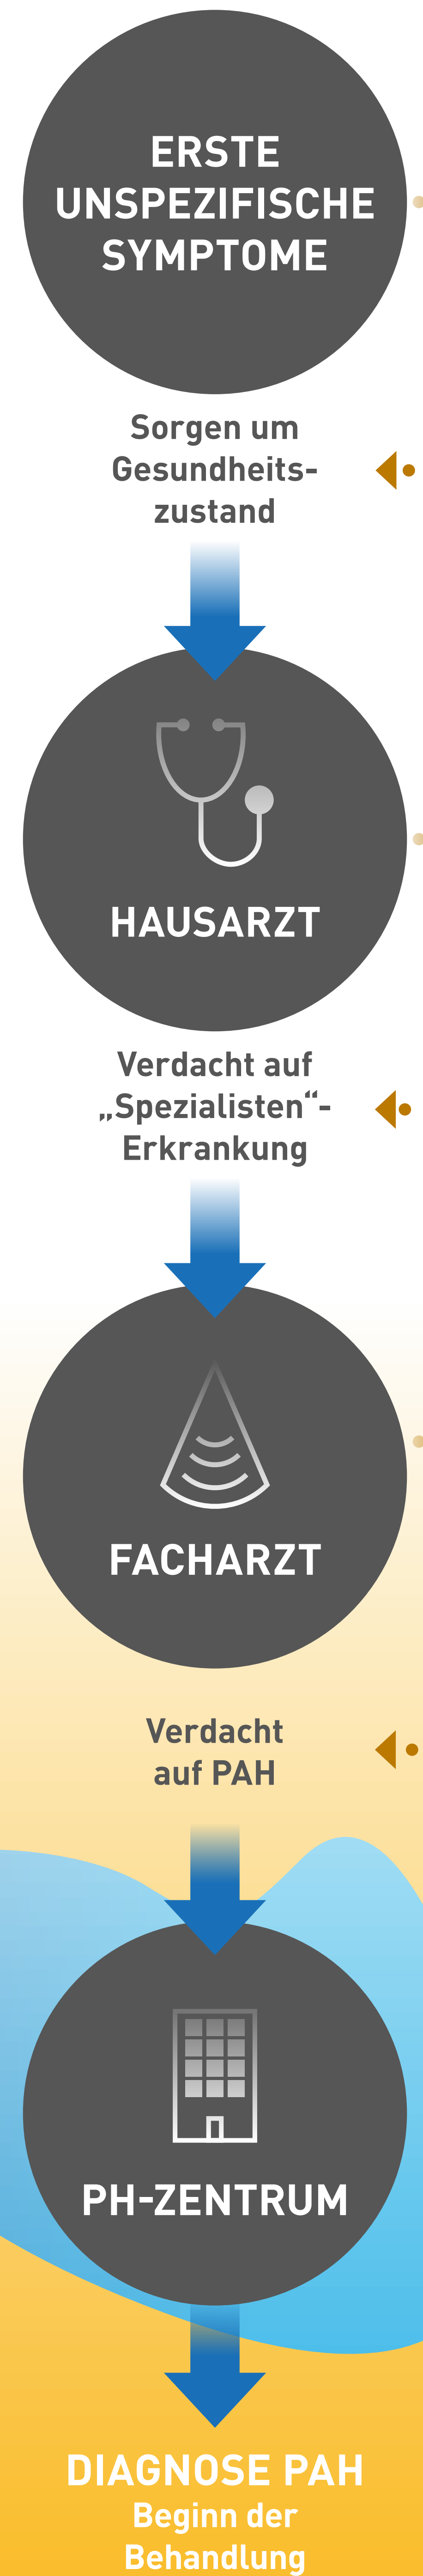 ERSTE
UNSPEZIFISCHE
SYMPTOME
Sorgen um
Gesundheits-
zustand
HAUSARZT
Verdacht auf
„Spezialisten“-
Erkrankung
FACHARZT
Verdacht
auf PAH
PH-ZENTRUM
DIAGNOSE PAH
Beginn der
Behandlung